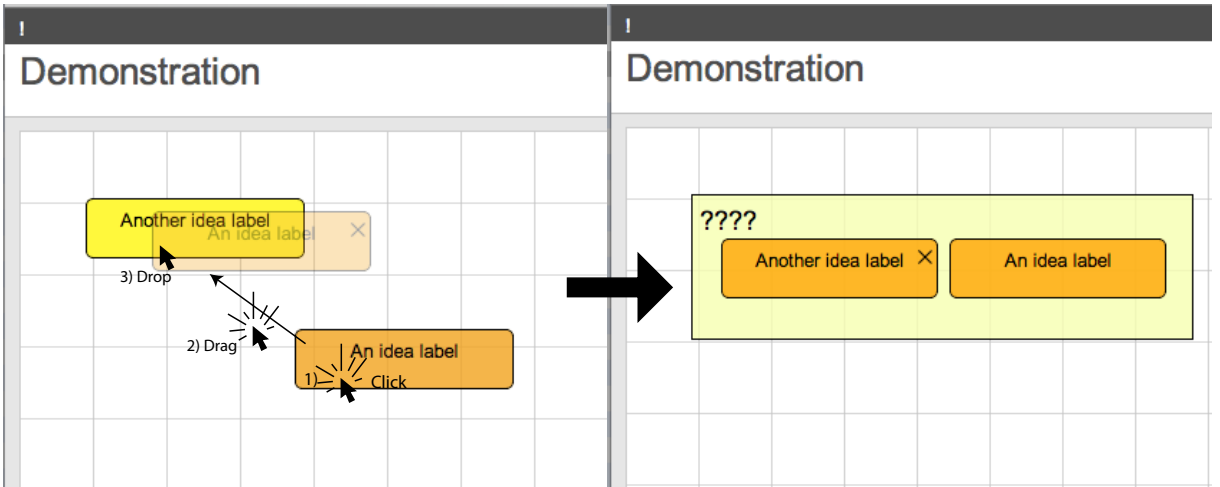 !
Demonstration
Another idea label
An idea label
3) Drop
2) Drag
An idea label
1) Click
!
Demonstration
????
Another idea label
An idea label